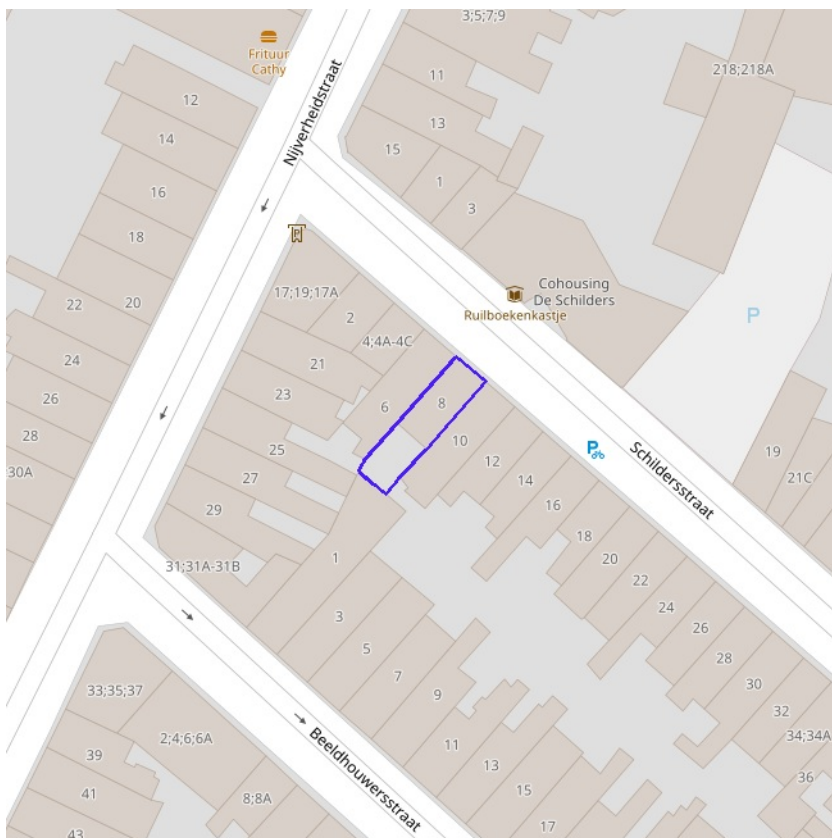 3;5;7;9
Frituur
Cathy
218;218A
11
12
13
14
Nijverheidstraat
15
1
16
3
18
17;19;17A
Cohousing
De Schilders
Ruilboekenkastje
P
22
20
2
4;4A-4C
24
21
23
6
8
26
28
25
10
30A
27
12
14
16
29
18
20
22
24
26
28
30
32
34;34A
36
Schildersstraat
19
21C
31;31A-31B
1
3
5
7
9
11
13
15
17
33;35;37
2;4;6;6A
39
41
43
8;8A
Beeldhouwersstraat